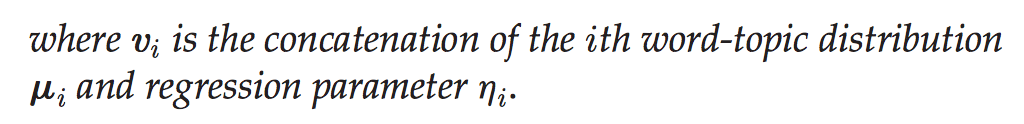 where 𝒗ᵢ is the concatenation of the ith word-topic distribution
𝝁ᵢ and regression parameter ηᵢ.